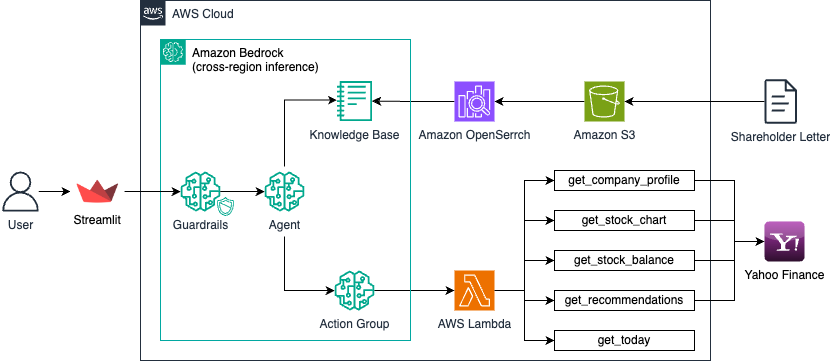 aws
AWS Cloud
Amazon Bedrock
(cross-region inference)
Knowledge Base
Amazon OpenSerrch
Amazon S3
Shareholder Letter
User
Streamlit
Guardrails
Agent
get_company_profile
get_stock_chart
get_stock_balance
get_recommendations
get_today
Y!
Yahoo Finance
Action Group
AWS Lambda